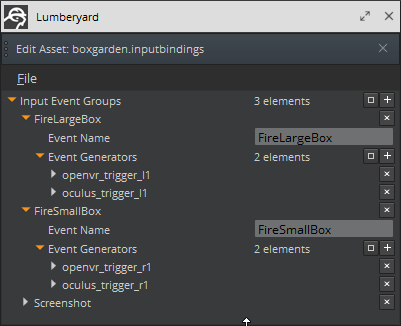 Lumberyard
Edit Asset: boxgarden.inputbindings
File
Input Event Groups 3 elements
FireLargeBox
Event Name FireLargeBox
Event Generators 2 elements
openvr_trigger_l1
oculus_trigger_l1
FireSmallBox
Event Name FireSmallBox
Event Generators 2 elements
openvr_trigger_r1
oculus_trigger_r1
Screenshot